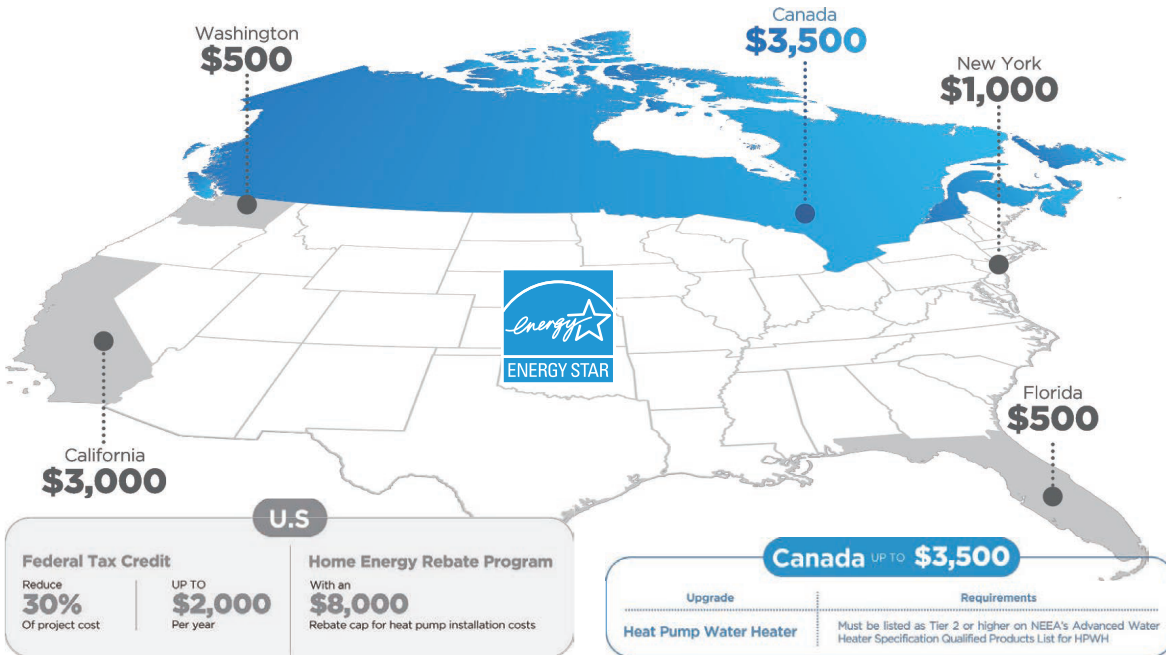 Washington
$500
Canada
$3,500
New York
$1,000
energy
ENERGY STAR
Florida
$500
California
$3,000
U.S
Federal Tax Credit
Reduce
30%
Of project cost
UP TO
$2,000
Per year
Home Energy Rebate Program
With an
$8,000
Rebate cap for heat pump installation costs
Canada UP TO $3,500
Upgrade
Requirements
Heat Pump Water Heater
Must be listed as Tier 2 or higher on NEEA's Advanced Water
Heater Specification Qualified Products List for HPWH